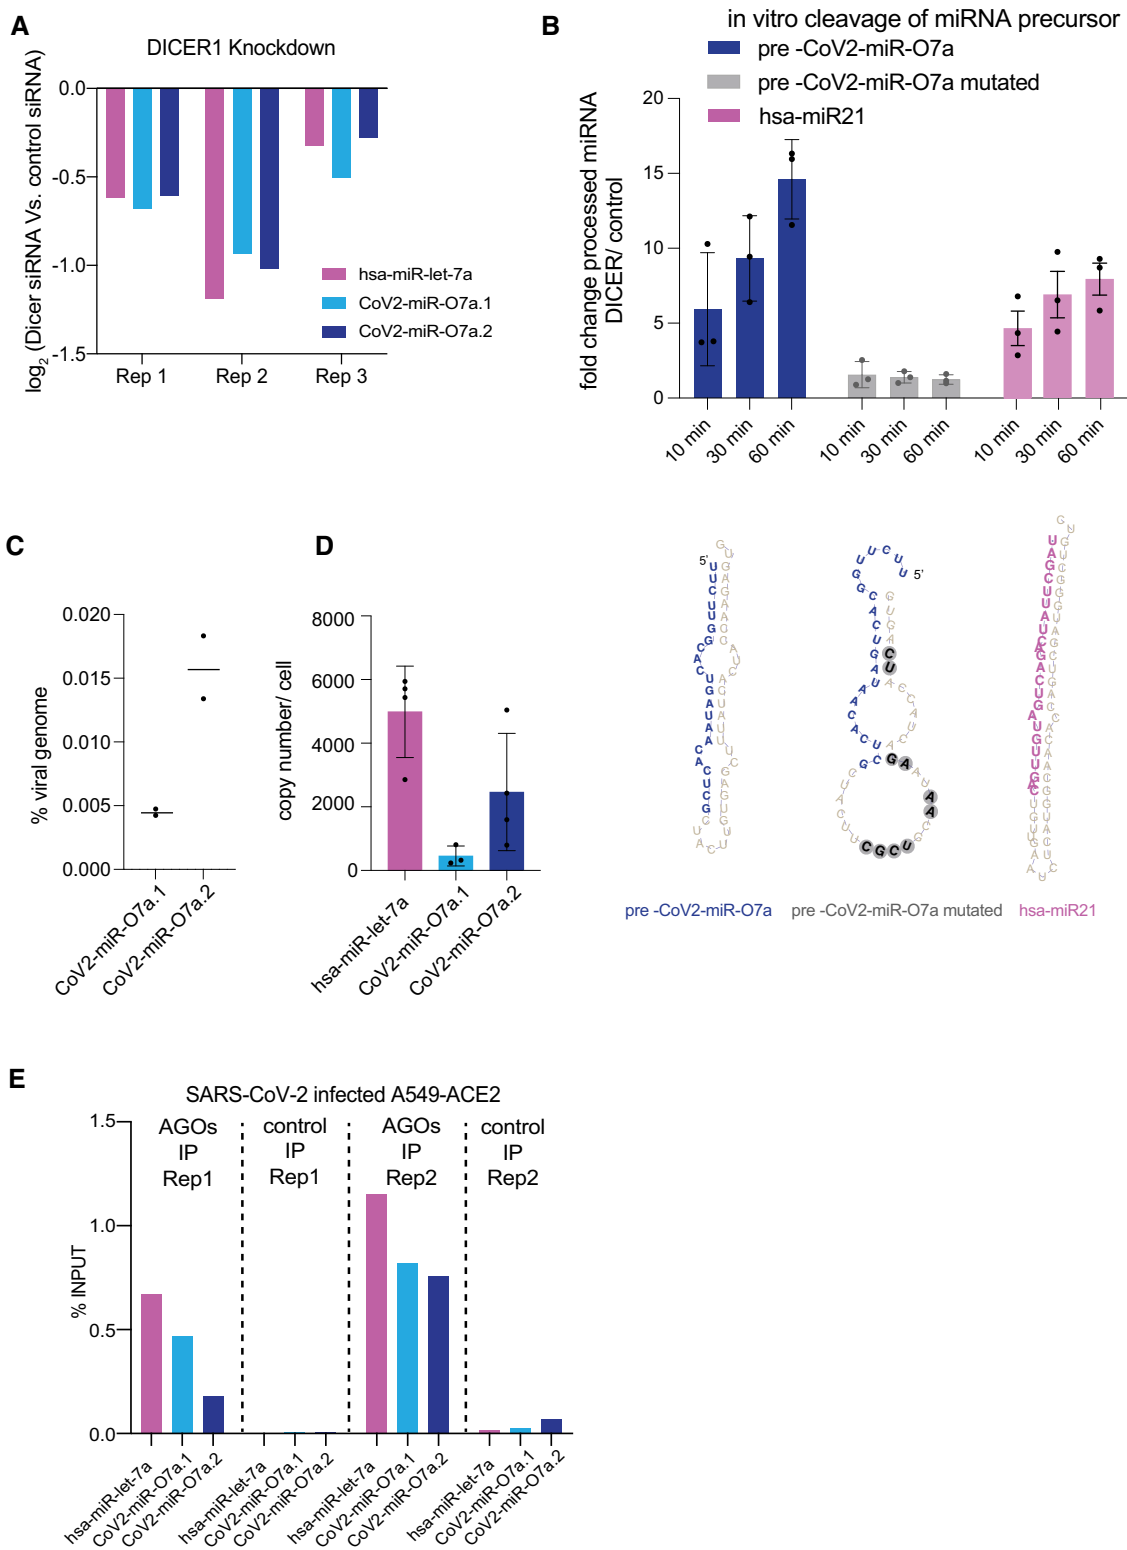 A
DICER1 Knockdown
log2 (Dicer siRNA Vs. control siRNA)
0.0
-0.5
-1.0
-1.5
Rep 1
Rep 2
Rep 3
hsa-miR-let-7a
CoV2-miR-O7a.1
CoV2-miR-O7a.2
B
in vitro cleavage of miRNA precursor
pre -CoV2-miR-O7a
pre -CoV2-miR-O7a mutated
hsa-miR21
fold change processed miRNA
DICER/ control
20
15
10
5
0
10 min
30 min
60 min
10 min
30 min
60 min
10 min
30 min
60 min
5'
5'
pre -CoV2-miR-O7a
pre -CoV2-miR-O7a mutated
hsa-miR21
C
% viral genome
0.020
0.015
0.010
0.005
0.000
CoV2-miR-O7a.1
CoV2-miR-O7a.2
D
copy number/ cell
8000
6000
4000
2000
0
hsa-miR-let-7a
CoV2-miR-O7a.1
CoV2-miR-O7a.2
E
SARS-CoV-2 infected A549-ACE2
% INPUT
1.5
1.0
0.5
0.0
AGOs
IP
Rep1
control
IP
Rep1
AGOs
IP
Rep2
control
IP
Rep2
hsa-miR-let-7a
CoV2-miR-O7a.1
CoV2-miR-O7a.2
hsa-miR-let-7a
CoV2-miR-O7a.1
CoV2-miR-O7a.2
hsa-miR-let-7a
CoV2-miR-O7a.1
CoV2-miR-O7a.2
hsa-miR-let-7a
CoV2-miR-O7a.1
CoV2-miR-O7a.2